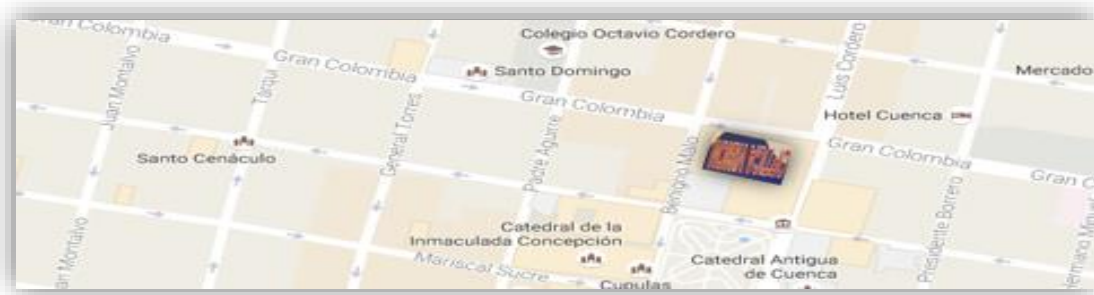 Colegio Octavio Cordero
Gran Colombia
Gran Colombia
Santo Domingo
Mercado
Juan Montalvo
Tarqui
General Torres
Padre Aguirre
Gran Colombia
Luis Cordero
Hotel Cuenca
Santo Cenáculo
Benigno Malo
Gran Colombia
Gran C
Catedral de la
Inmaculada Concepción
Catedral Antigua
de Cuenca
Presidente Borrero
an Montalvo
Mariscal Sucre
Cupulas